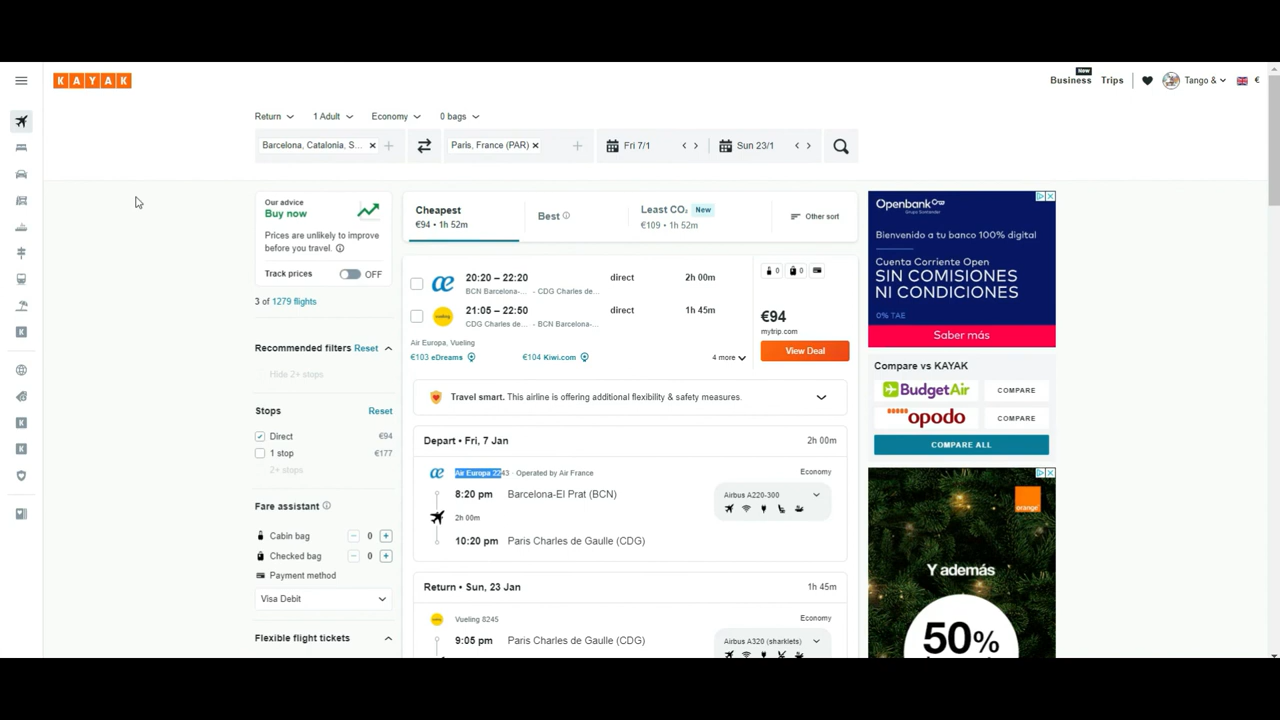 KAYAK
New
Business Trips Tango & €
Return 1 Adult Economy 0 bags
Barcelona, Catalonia, S... Paris, France (PAR) Fri 7/1 Sun 23/1
Our advice
Buy now
Prices are unlikely to improve
before you travel.
Track prices OFF
3 of 1279 flights
Recommended filters Reset
Hide 2+ stops
Stops Reset
Direct €94
1 stop €177
2+ stops
Fare assistant
Cabin bag 0
Checked bag 0
Payment method
Visa Debit
Flexible flight tickets
Cheapest
€94 • 1h 52m
Best
Least CO₂ New
€109 • 1h 52m
Other sort
20:20 – 22:20 direct 2h 00m
BCN Barcelona-... - CDG Charles de...
21:05 – 22:50 direct 1h 45m
CDG Charles de... - BCN Barcelona-...
Air Europa, Vueling
€103 eDreams €104 Kiwi.com 4 more
0 0
€94
mytrip.com
View Deal
Travel smart. This airline is offering additional flexibility & safety measures.
Depart • Fri, 7 Jan 2h 00m
Air Europa 2243 · Operated by Air France Economy
8:20 pm Barcelona-El Prat (BCN) Airbus A220-300
2h 00m
10:20 pm Paris Charles de Gaulle (CDG)
Return • Sun, 23 Jan 1h 45m
Vueling 8245 Economy
9:05 pm Paris Charles de Gaulle (CDG) Airbus A320 (sharklets)
Openbank
Grupo Santander
Bienvenido a tu banco 100% digital
Cuenta Corriente Open
SIN COMISIONES
NI CONDICIONES
0% TAE
Saber más
Compare vs KAYAK
BudgetAir COMPARE
opodo COMPARE
COMPARE ALL
orange
Y además
50%